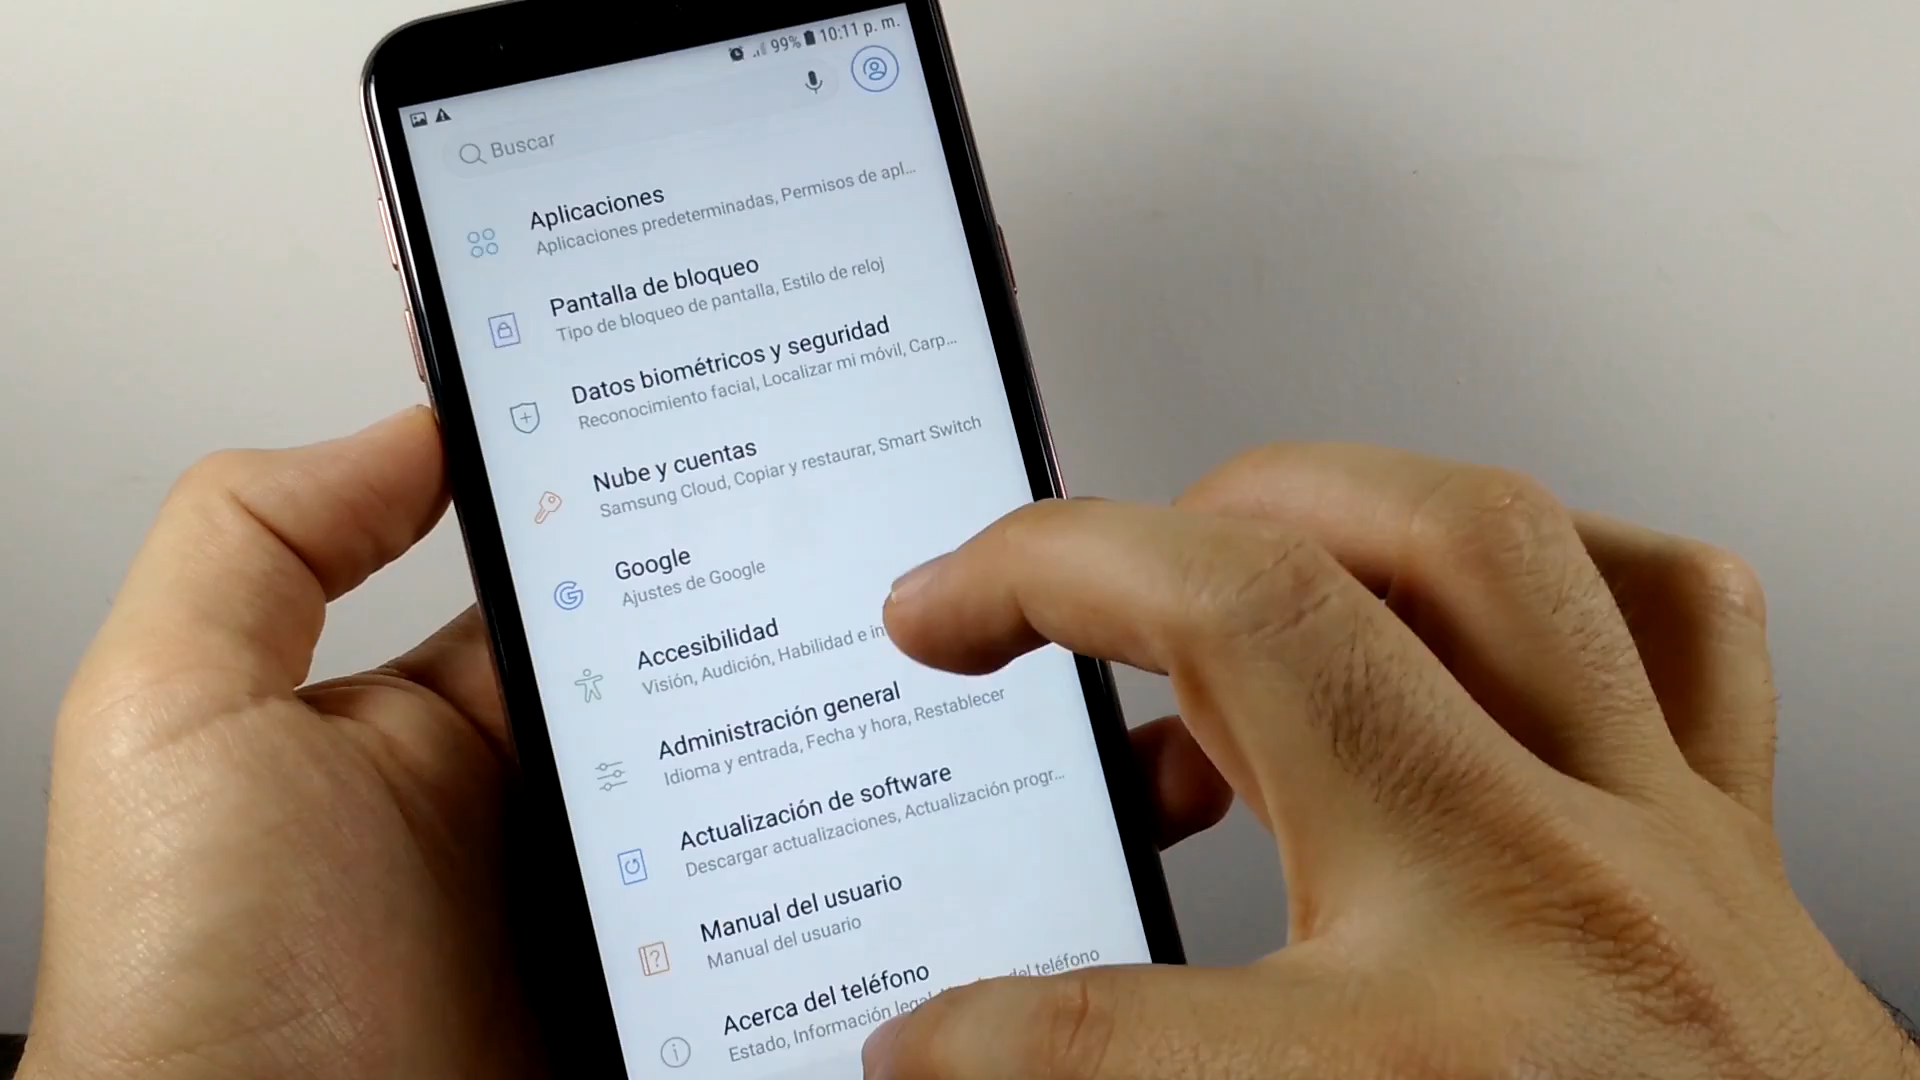 99% 10:11 p. m.
Buscar
Aplicaciones
Aplicaciones predeterminadas, Permisos de apl...
Pantalla de bloqueo
Tipo de bloqueo de pantalla, Estilo de reloj
Datos biométricos y seguridad
Reconocimiento facial, Localizar mi móvil, Carp...
Nube y cuentas
Samsung Cloud, Copiar y restaurar, Smart Switch
Google
Ajustes de Google
Accesibilidad
Visión, Audición, Habilidad e in
Administración general
Idioma y entrada, Fecha y hora, Restablecer
Actualización de software
Descargar actualizaciones, Actualización progr...
Manual del usuario
Manual del usuario
Acerca del teléfono
Estado, Información legal, del teléfono